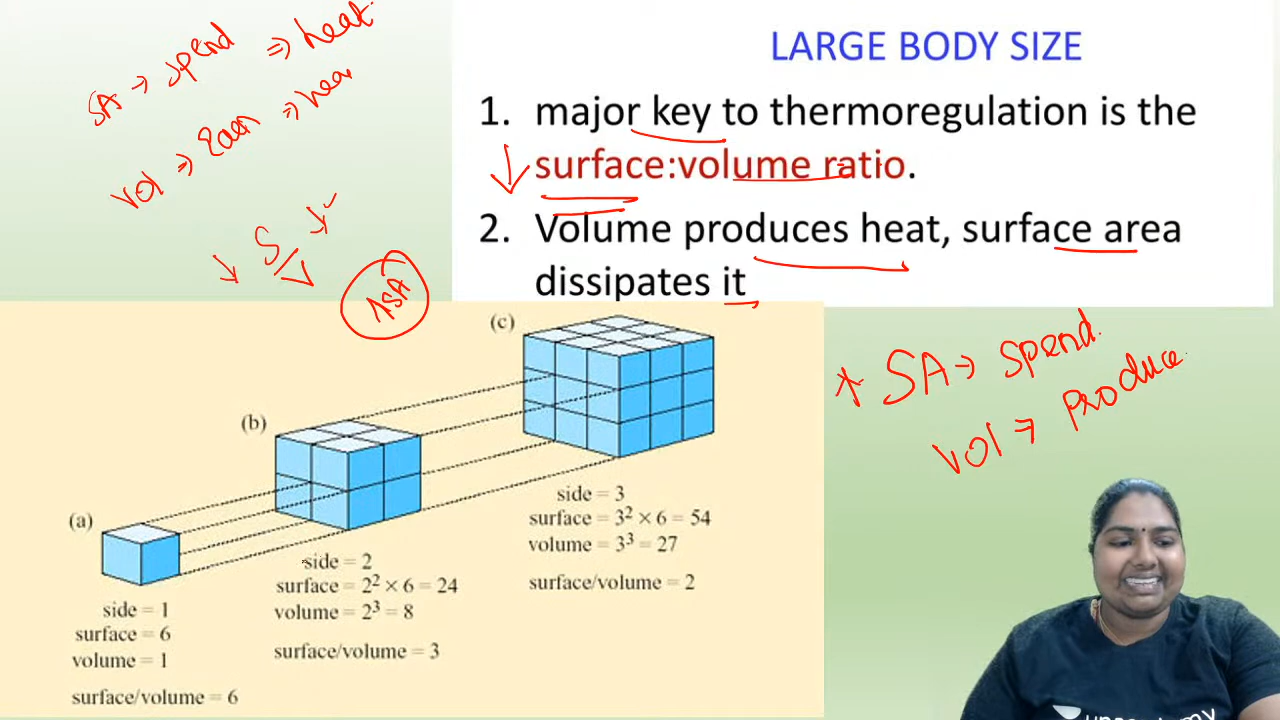 SA → spend ⇒ heat.
Vol ⇒ Earn ⇒ hea
↓ S/V ↓
↑SA
LARGE BODY SIZE
1. major key to thermoregulation is the
surface:volume ratio.
2. Volume produces heat, surface area
dissipates it
* SA → spend.
Vol ⇒ Produce.
(a)
side = 1
surface = 6
volume = 1
surface/volume = 6
(b)
side = 2
surface = 2² × 6 = 24
volume = 2³ = 8
surface/volume = 3
(c)
side = 3
surface = 3² × 6 = 54
volume = 3³ = 27
surface/volume = 2